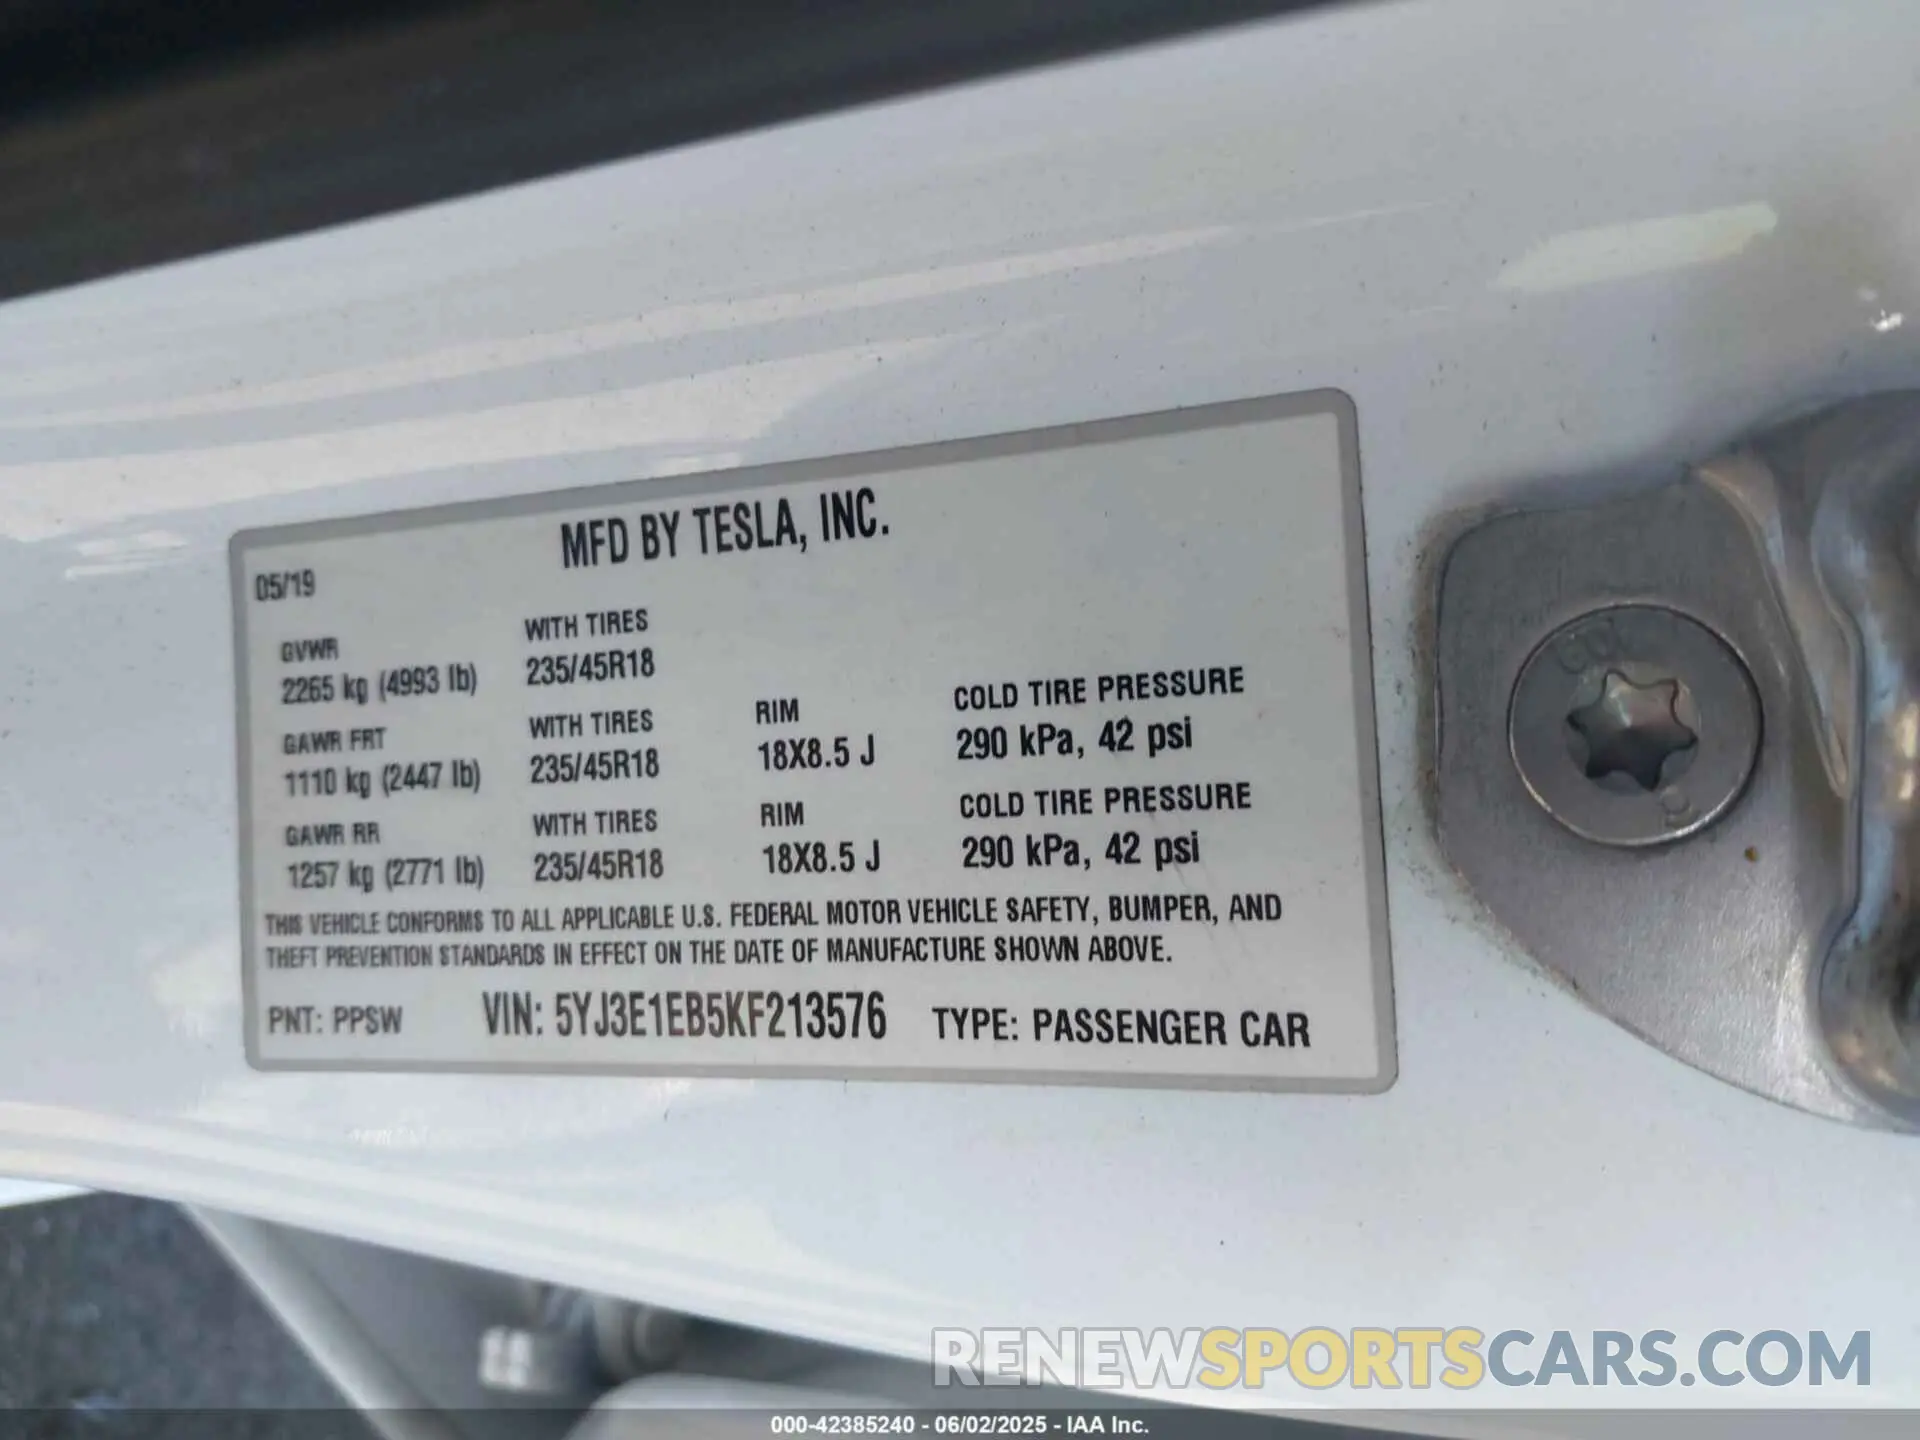 MFD BY TESLA, INC.
05/19
GVWR
2265 kg (4993 lb)
WITH TIRES
235/45R18
GAWR FRT
1110 kg (2447 lb)
WITH TIRES
235/45R18
RIM
18X8.5 J
COLD TIRE PRESSURE
290 kPa, 42 psi
GAWR RR
1257 kg (2771 lb)
WITH TIRES
235/45R18
RIM
18X8.5 J
COLD TIRE PRESSURE
290 kPa, 42 psi
THIS VEHICLE CONFORMS TO ALL APPLICABLE U.S. FEDERAL MOTOR VEHICLE SAFETY, BUMPER, AND
THEFT PREVENTION STANDARDS IN EFFECT ON THE DATE OF MANUFACTURE SHOWN ABOVE.
PNT: PPSW VIN: 5YJ3E1EB5KF213576 TYPE: PASSENGER CAR
RENEWSPORTSCARS.COM
000-42385240 - 06/02/2025 - IAA Inc.